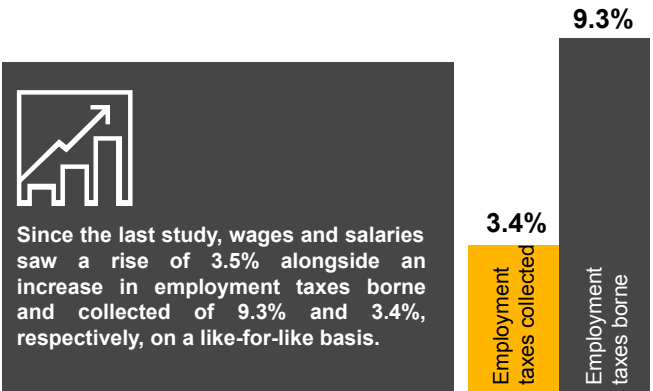 9.3%
3.4%
Since the last study, wages and salaries
saw a rise of 3.5% alongside an
increase in employment taxes borne
and collected of 9.3% and 3.4%,
respectively, on a like-for-like basis.
Employment
taxes collected
Employment
taxes borne